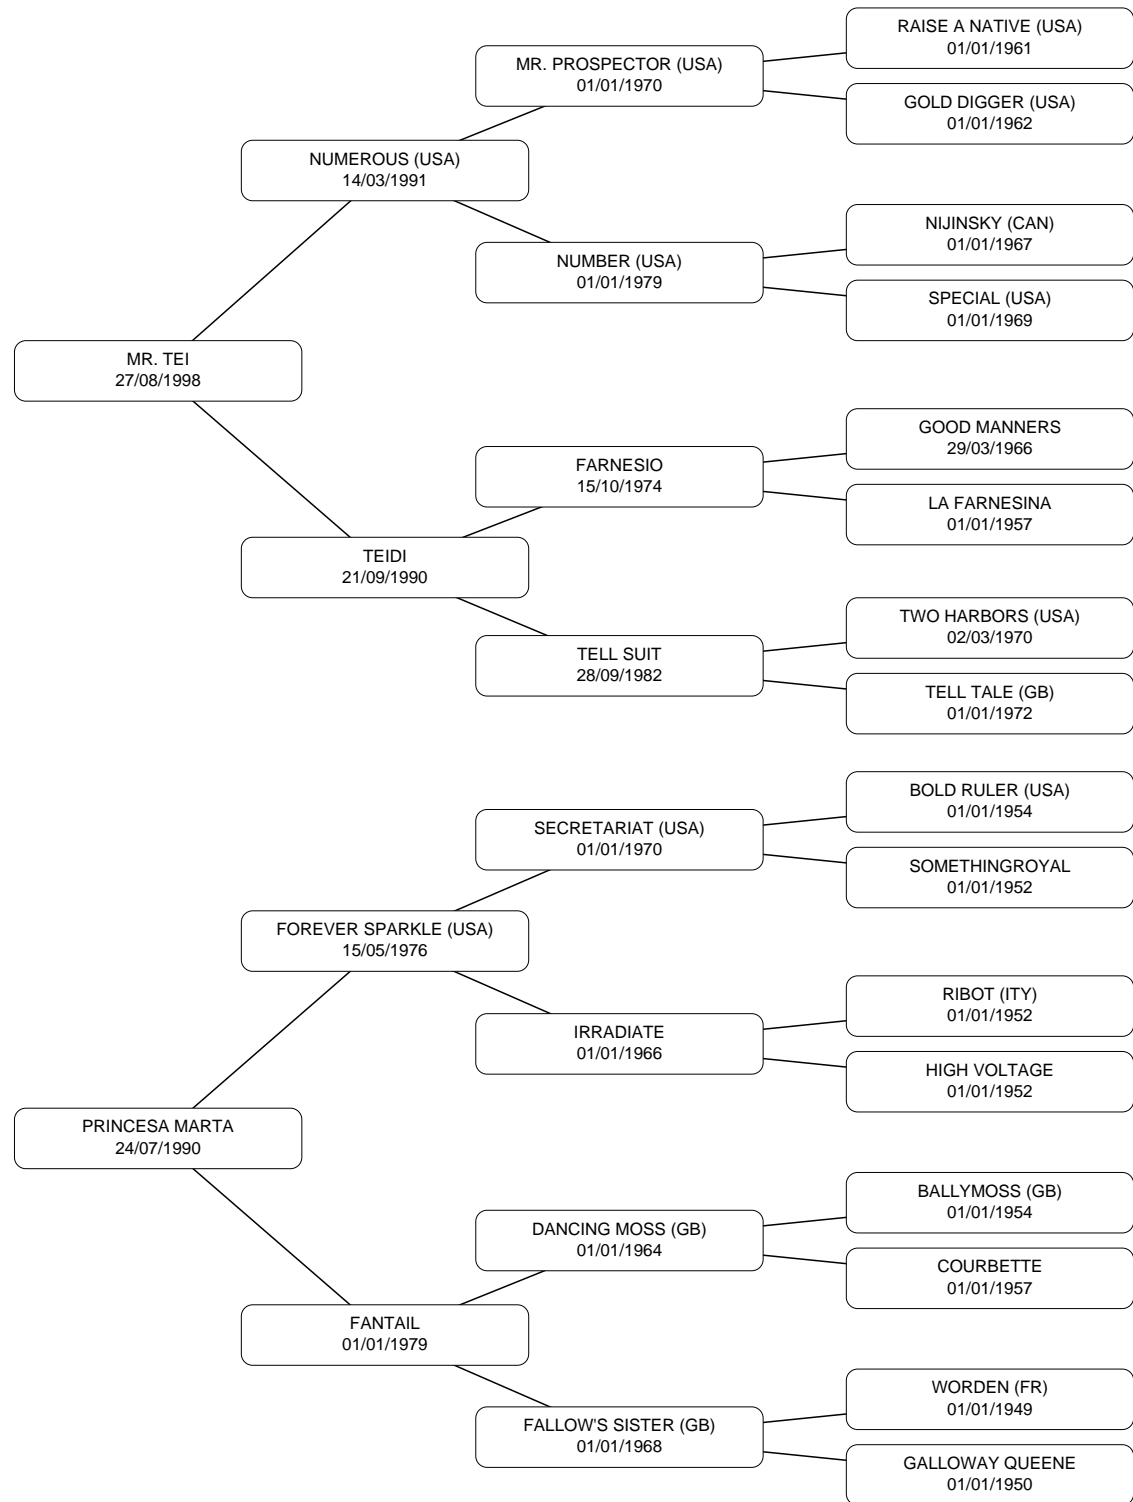 RAISE A NATIVE (USA)
01/01/1961
MR. PROSPECTOR (USA)
01/01/1970
GOLD DIGGER (USA)
01/01/1962
NUMEROUS (USA)
14/03/1991
NIJINSKY (CAN)
01/01/1967
NUMBER (USA)
01/01/1979
SPECIAL (USA)
01/01/1969
MR. TEI
27/08/1998
GOOD MANNERS
29/03/1966
FARNESIO
15/10/1974
LA FARNESINA
01/01/1957
TEIDI
21/09/1990
TWO HARBORS (USA)
02/03/1970
TELL SUIT
28/09/1982
TELL TALE (GB)
01/01/1972
BOLD RULER (USA)
01/01/1954
SECRETARIAT (USA)
01/01/1970
SOMETHINGROYAL
01/01/1952
FOREVER SPARKLE (USA)
15/05/1976
RIBOT (ITY)
01/01/1952
IRRADIATE
01/01/1966
HIGH VOLTAGE
01/01/1952
PRINCESA MARTA
24/07/1990
BALLYMOSS (GB)
01/01/1954
DANCING MOSS (GB)
01/01/1964
COURBETTE
01/01/1957
FANTAIL
01/01/1979
WORDEN (FR)
01/01/1949
FALLOW'S SISTER (GB)
01/01/1968
GALLOWAY QUEENE
01/01/1950